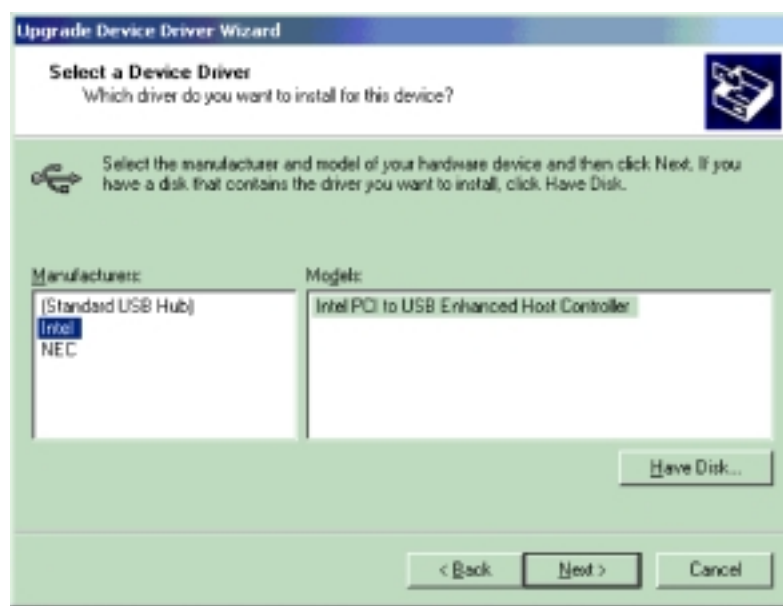 Upgrade Device Driver Wizard
Select a Device Driver
Which driver do you want to install for this device?
Select the manufacturer and model of your hardware device and then click Next. If you
have a disk that contains the driver you want to install, click Have Disk.
Manufacturers:
(Standard USB Hub)
Intel
NEC
Models:
Intel PCI to USB Enhanced Host Controller
Have Disk...
< Back
Next >
Cancel